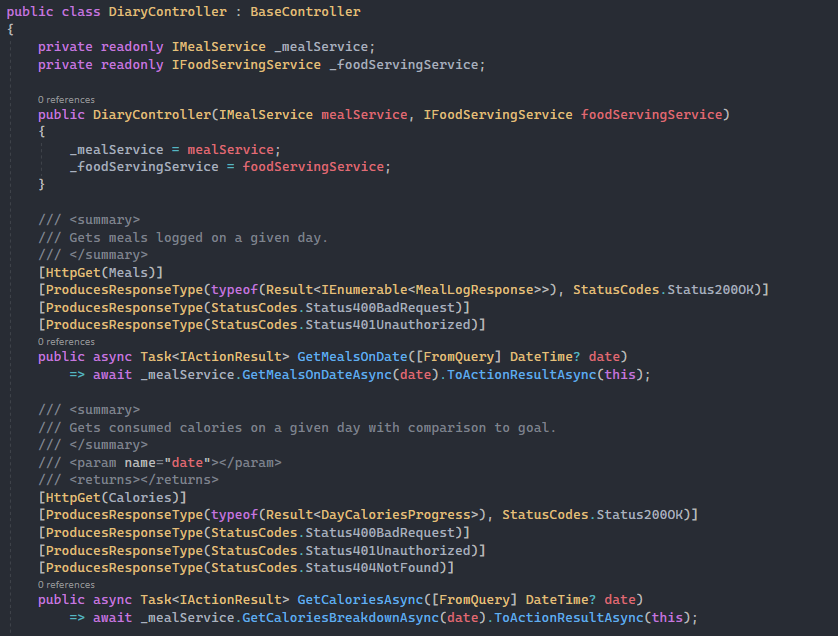 public class DiaryController : BaseController
{
    private readonly IMealService _mealService;
    private readonly IFoodServingService _foodServingService;

    0 references
    public DiaryController(IMealService mealService, IFoodServingService foodServingService)
    {
        _mealService = mealService;
        _foodServingService = foodServingService;
    }

    /// <summary>
    /// Gets meals logged on a given day.
    /// </summary>
    [HttpGet(Meals)]
    [ProducesResponseType(typeof(Result<IEnumerable<MealLogResponse>>), StatusCodes.Status200OK)]
    [ProducesResponseType(StatusCodes.Status400BadRequest)]
    [ProducesResponseType(StatusCodes.Status401Unauthorized)]
    0 references
    public async Task<IActionResult> GetMealsOnDate([FromQuery] DateTime? date)
        => await _mealService.GetMealsOnDateAsync(date).ToActionResultAsync(this);

    /// <summary>
    /// Gets consumed calories on a given day with comparison to goal.
    /// </summary>
    /// <param name="date"></param>
    /// <returns></returns>
    [HttpGet(Calories)]
    [ProducesResponseType(typeof(Result<DayCaloriesProgress>), StatusCodes.Status200OK)]
    [ProducesResponseType(StatusCodes.Status400BadRequest)]
    [ProducesResponseType(StatusCodes.Status401Unauthorized)]
    [ProducesResponseType(StatusCodes.Status404NotFound)]
    0 references
    public async Task<IActionResult> GetCaloriesAsync([FromQuery] DateTime? date)
        => await _mealService.GetCaloriesBreakdownAsync(date).ToActionResultAsync(this);